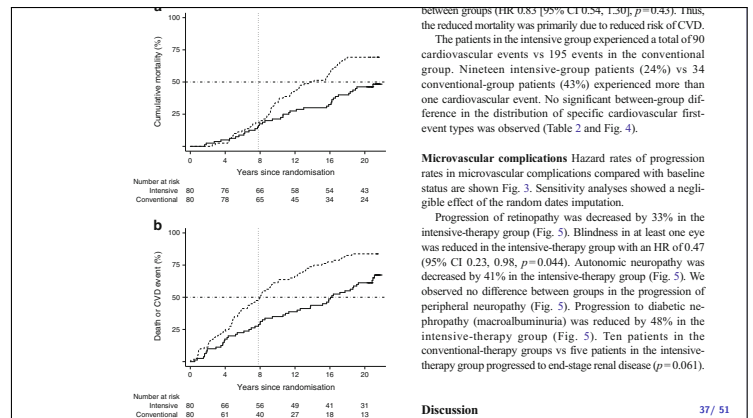 a
100
75
50
25
Cumulative mortality (%)
0 4 8 12 16 20
Years since randomisation
Number at risk
Intensive 80 76 66 58 54 43
Conventional 80 78 65 45 34 24
b
100
75
50
25
Death or CVD event (%)
0 4 8 12 16 20
Years since randomisation
Number at risk
Intensive 80 66 56 49 41 31
Conventional 80 61 40 27 18 13
between groups (HR 0.83 [95% CI 0.54, 1.30], p=0.43). Thus,
the reduced mortality was primarily due to reduced risk of CVD.
The patients in the intensive group experienced a total of 90
cardiovascular events vs 195 events in the conventional
group. Nineteen intensive-group patients (24%) vs 34
conventional-group patients (43%) experienced more than
one cardiovascular event. No significant between-group dif-
ference in the distribution of specific cardiovascular first-
event types was observed (Table 2 and Fig. 4).
Microvascular complications Hazard rates of progression
rates in microvascular complications compared with baseline
status are shown Fig. 3. Sensitivity analyses showed a negli-
gible effect of the random dates imputation.
Progression of retinopathy was decreased by 33% in the
intensive-therapy group (Fig. 5). Blindness in at least one eye
was reduced in the intensive-therapy group with an HR of 0.47
(95% CI 0.23, 0.98, p=0.044). Autonomic neuropathy was
decreased by 41% in the intensive-therapy group (Fig. 5). We
observed no difference between groups in the progression of
peripheral neuropathy (Fig. 5). Progression to diabetic ne-
phropathy (macroalbuminuria) was reduced by 48% in the
intensive-therapy group (Fig. 5). Ten patients in the
conventional-therapy groups vs five patients in the intensive-
therapy group progressed to end-stage renal disease (p=0.061).
Discussion
37/ 51